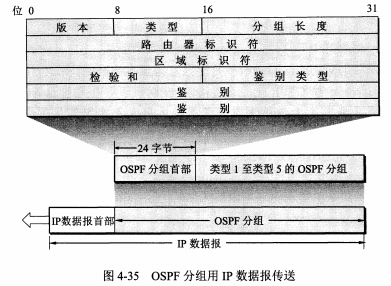 位 0 8 16 31
版本 类型 分组长度
路由器标识符
区域标识符
检验和 鉴别类型
鉴别
鉴别
24字节
OSPF 分组首部 类型 1 至类型 5 的 OSPF 分组
IP数据报首部 OSPF 分组
IP 数据报
图 4-35 OSPF 分组用 IP 数据报传送